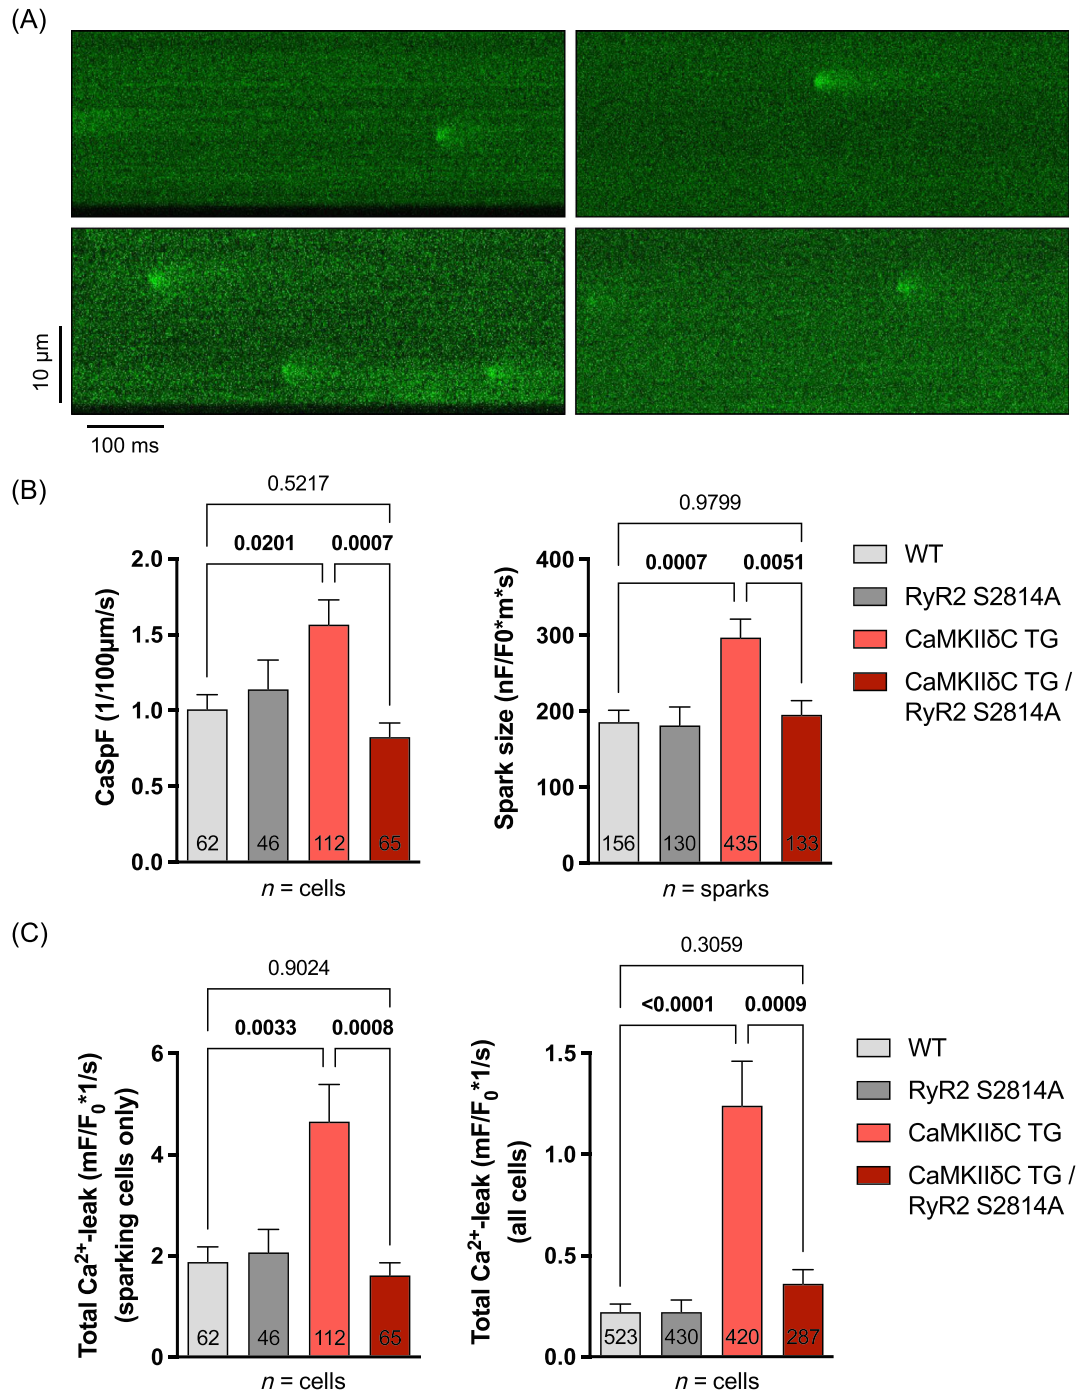 (A)
10 µm
100 ms
(B)
0.5217
0.0201 0.0007
CaSpF (1/100µm/s)
2.0
1.5
1.0
0.5
0.0
62 46 112 65
n = cells
0.9799
0.0007 0.0051
Spark size (nF/F0*m*s)
400
300
200
100
0
156 130 435 133
n = sparks
WT
RyR2 S2814A
CaMKIIδC TG
CaMKIIδC TG /
RyR2 S2814A
(C)
0.9024
0.0033 0.0008
Total Ca²⁺-leak (mF/F₀*1/s)
(sparking cells only)
6
4
2
0
62 46 112 65
n = cells
0.3059
<0.0001 0.0009
Total Ca²⁺-leak (mF/F₀*1/s)
(all cells)
1.5
1.0
0.5
0.0
523 430 420 287
n = cells
WT
RyR2 S2814A
CaMKIIδC TG
CaMKIIδC TG /
RyR2 S2814A